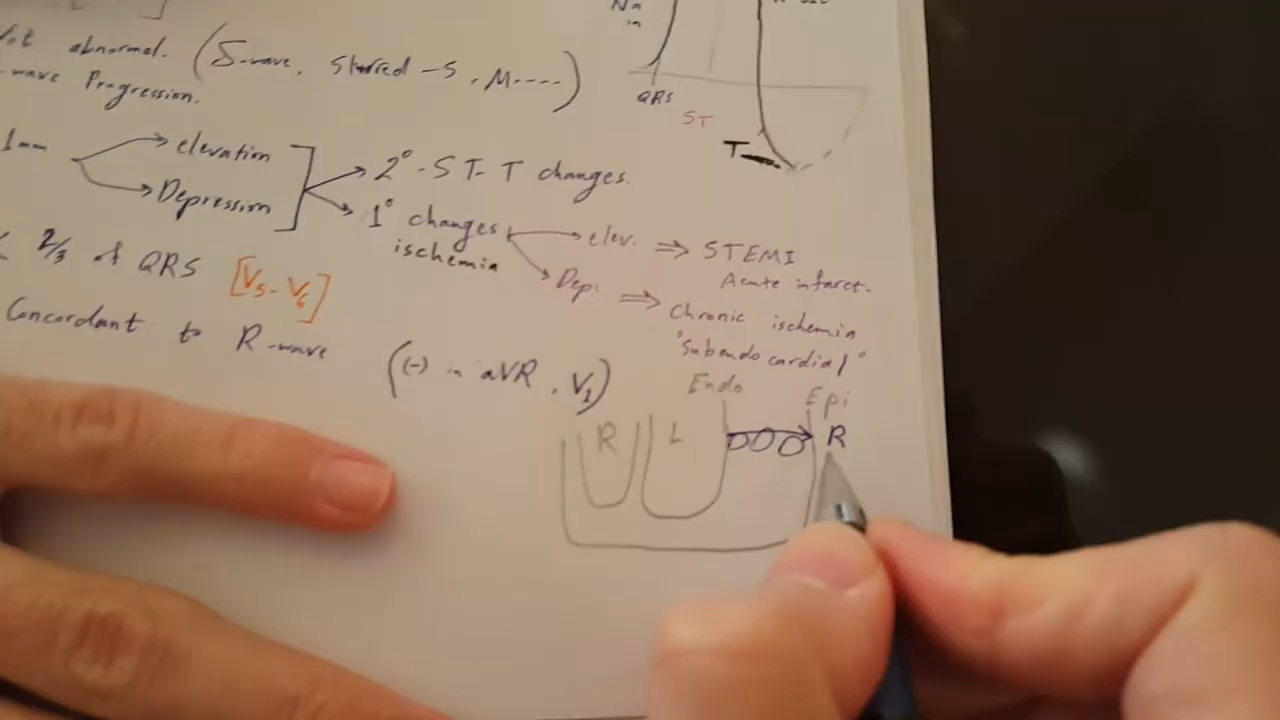 Na
in
abnormal. (δ-wave, slurred -S, M----)
wave Progression.
QRS
ST
T
1mm
elevation
Depression
2° -ST-T changes.
1° changes
ischemia
elev. ⇒ STEMI
Acute infarct.
Dep. ⇒ chronic ischemia
"Subendocardial"
< 2/3 of QRS [V5-V6]
Concordant to R-wave ((-) in aVR, V1)
Endo
Epi
R L R